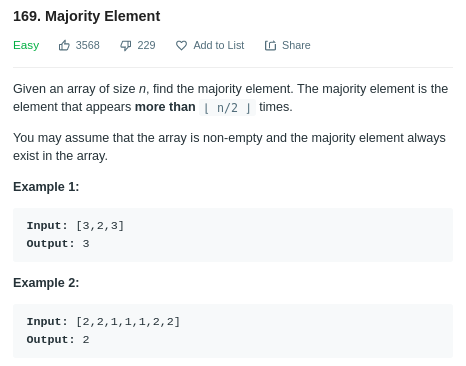 169. Majority Element
Easy 3568 229 Add to List Share
Given an array of size n, find the majority element. The majority element is the
element that appears more than ⌊ n/2 ⌋ times.
You may assume that the array is non-empty and the majority element always
exist in the array.
Example 1:
Input: [3,2,3]
Output: 3
Example 2:
Input: [2,2,1,1,1,2,2]
Output: 2